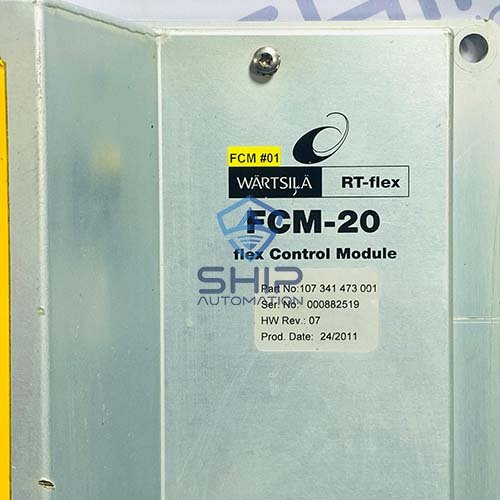 FCM #01
WÄRTSILÄ RT-flex
FCM-20
flex Control Module
SHIP
AUTOMATION
Part No:107 341 473 001
Ser. No: 000882519
HW Rev.: 07
Prod. Date: 24/2011